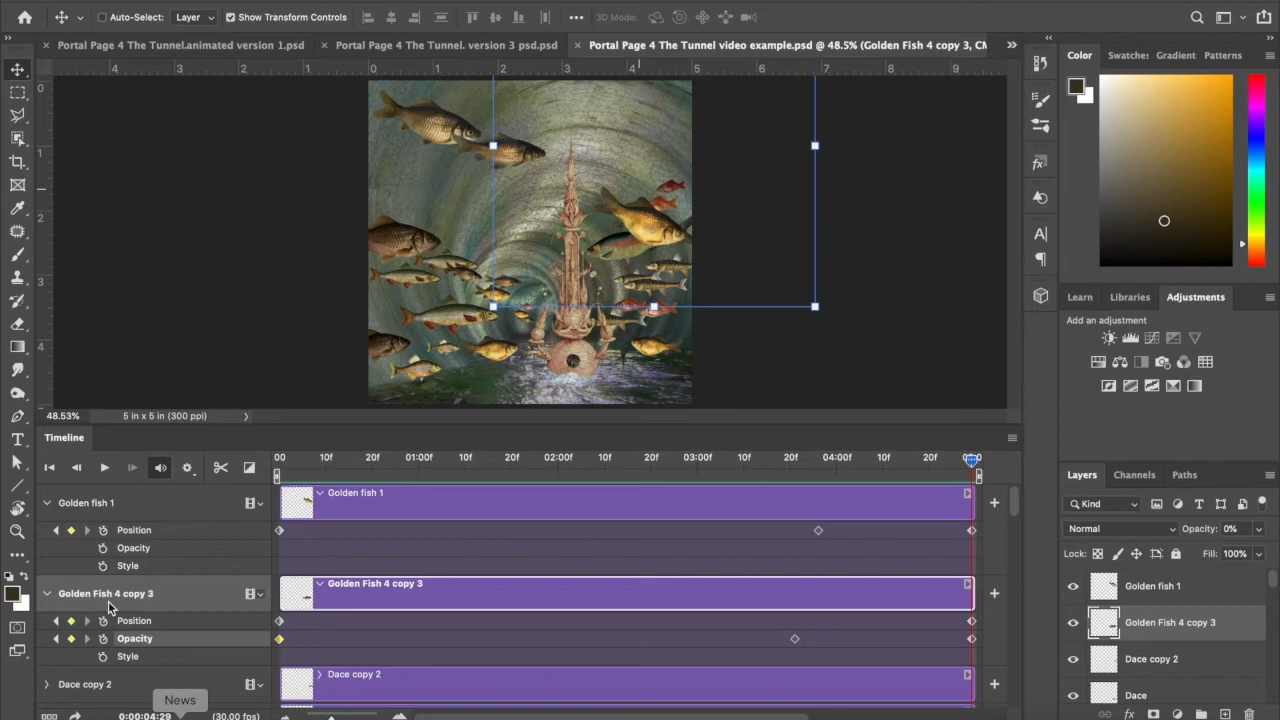 Auto-Select: Layer Show Transform Controls ••• 3D Mode:
Portal Page 4 The Tunnel.animated version 1.psd Portal Page 4 The Tunnel. version 3 psd.psd Portal Page 4 The Tunnel video example.psd @ 48.5% (Golden Fish 4 copy 3, CM
4 3 2 1 0 1 2 3 4 5 6 7 8 9
0
1
2
3
4
48.53% 5 in x 5 in (300 ppi)
Timeline
00 10f 20f 01:00f 10f 20f 02:00f 10f 20f 03:00f 10f 20f 04:00f 10f 20f
Golden fish 1 Golden fish 1
Position
Opacity
Style
Golden Fish 4 copy 3 Golden Fish 4 copy 3
Position
Opacity
Style
Dace copy 2 Dace copy 2
News
0:00:04:29 (30.00 fps)
Color Swatches Gradient Patterns
Learn Libraries Adjustments
Add an adjustment
Layers Channels Paths
Kind
Normal Opacity: 0%
Lock: Fill: 100%
Golden fish 1
Golden Fish 4 copy 3
Dace copy 2
Dace